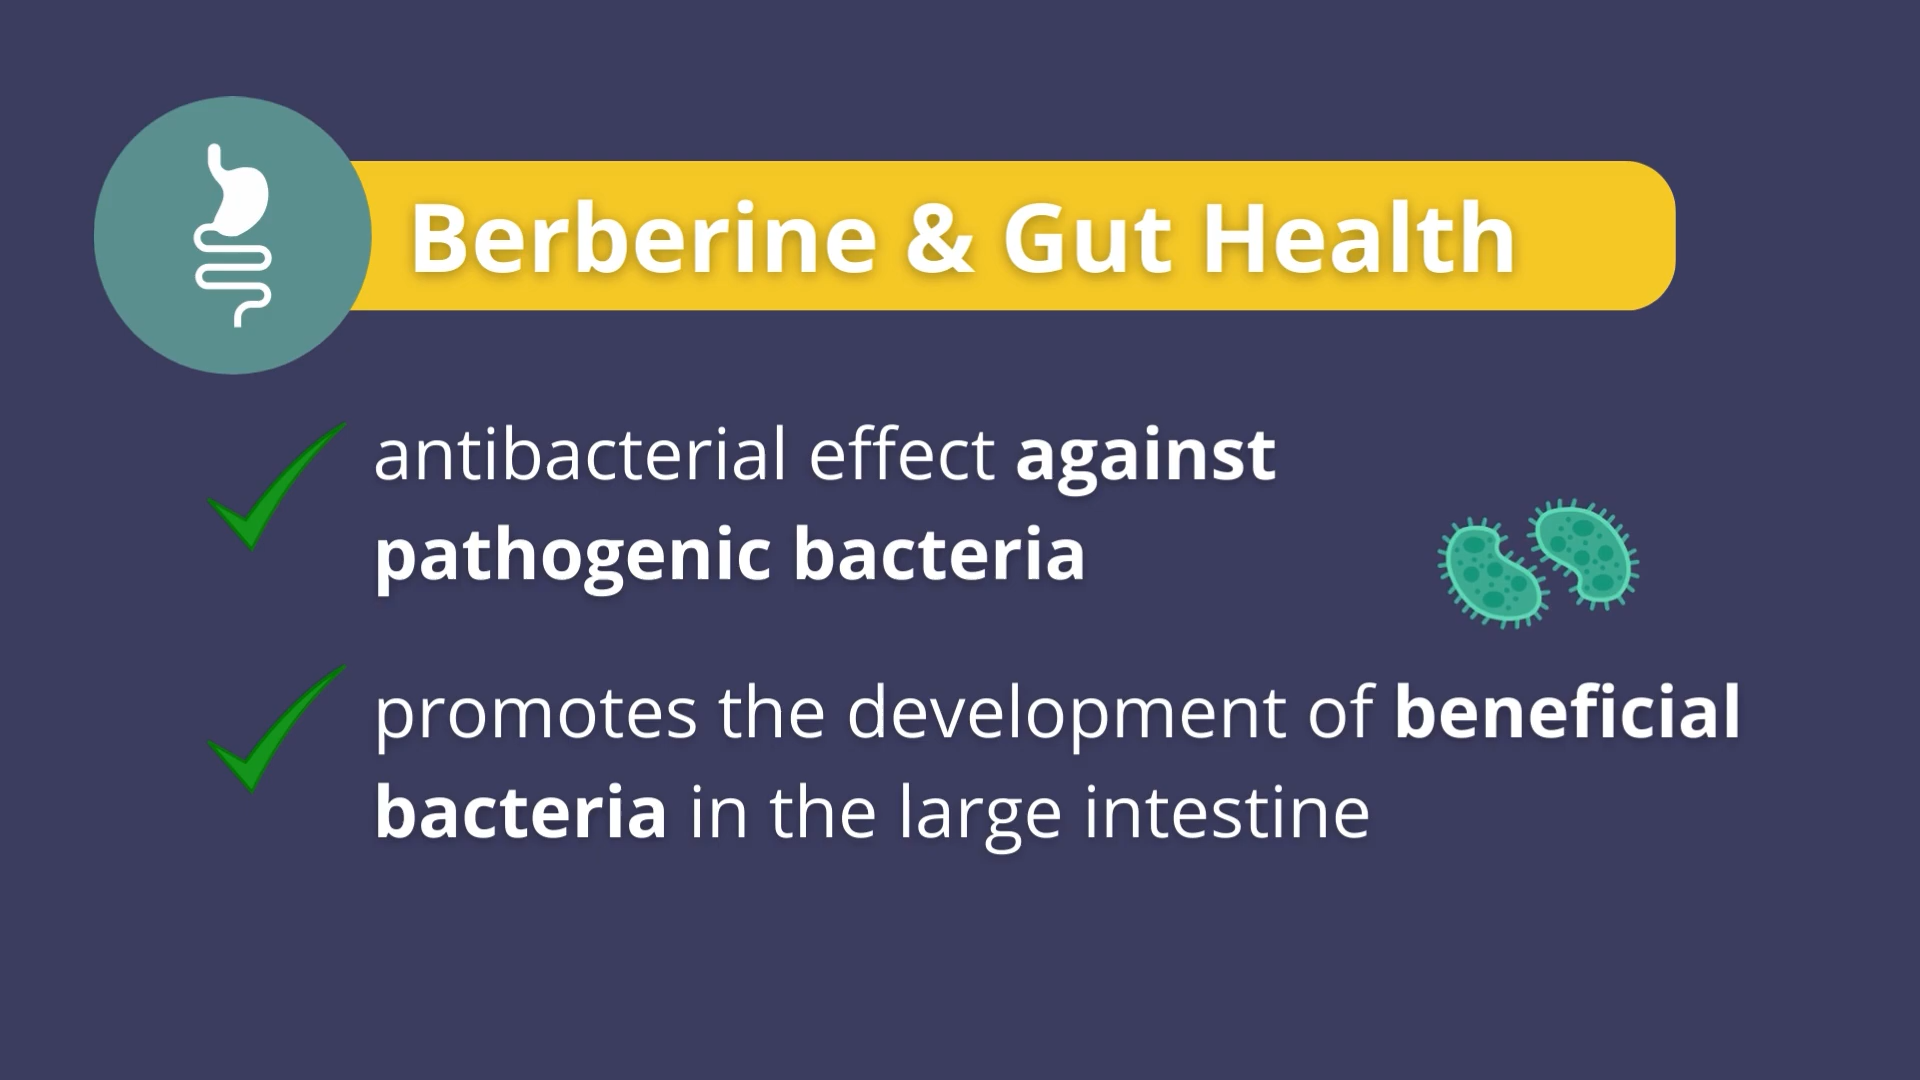 Berberine & Gut Health
antibacterial effect against
pathogenic bacteria
promotes the development of beneficial
bacteria in the large intestine